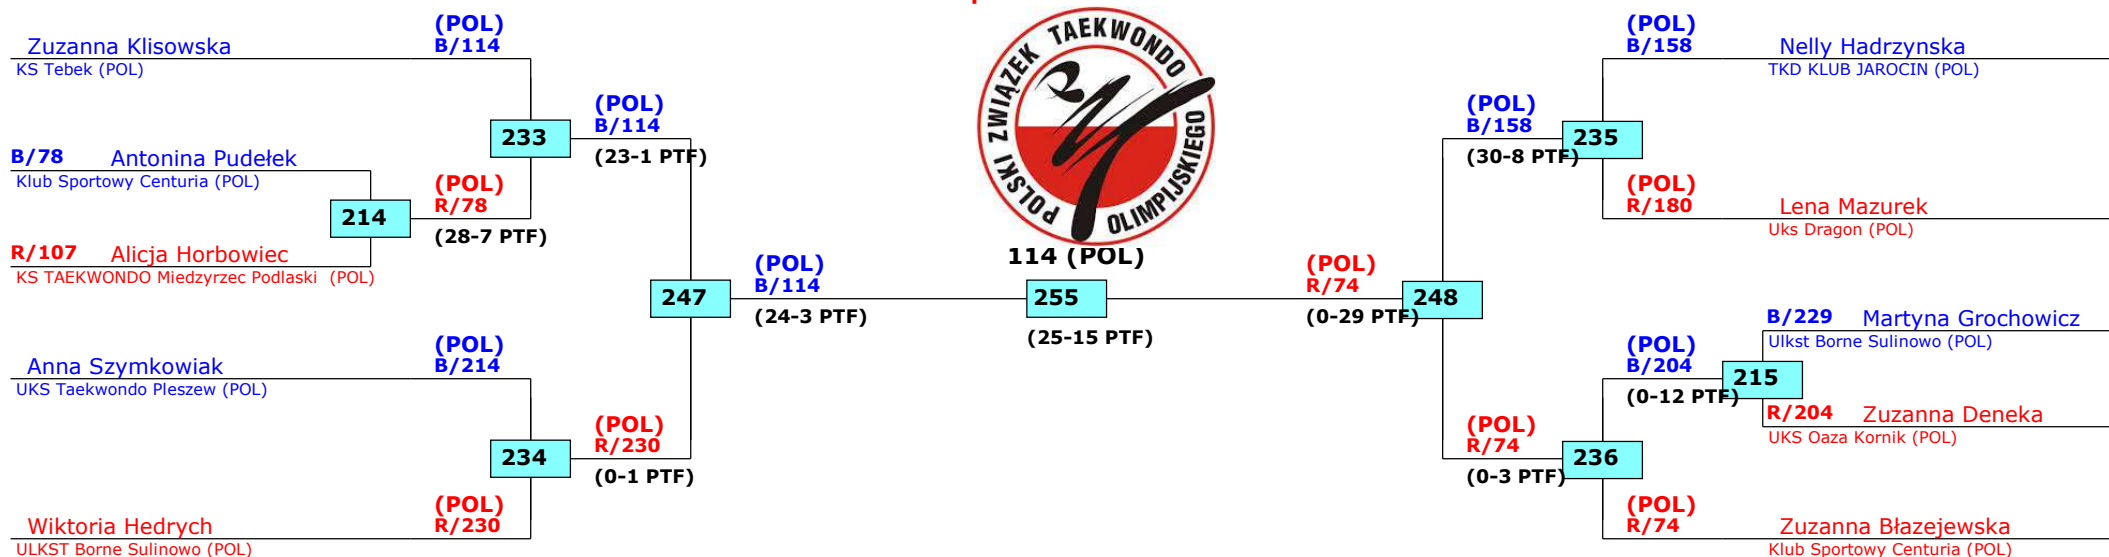 (POL)
B/114
Zuzanna Klisowska
KS Tebek (POL)
233
(POL)
B/114
(23-1 PTF)
B/78 Antonina Pudełek
Klub Sportowy Centuria (POL)
214
(POL)
R/78
(28-7 PTF)
R/107 Alicja Horbowiec
KS TAEKWONDO Miedzyrzec Podlaski (POL)
247
(POL)
B/114
(24-3 PTF)
(POL)
B/214
Anna Szymkowiak
UKS Taekwondo Pleszew (POL)
234
(POL)
R/230
(0-1 PTF)
(POL)
R/230
Wiktoria Hedrych
ULKST Borne Sulinowo (POL)
POLSKI ZWIĄZEK TAEKWONDO OLIMPIJSKIEGO
114 (POL)
255
(25-15 PTF)
(POL)
R/74
(0-29 PTF)
248
(POL)
B/158
(30-8 PTF)
235
(POL)
B/158
Nelly Hadrzynska
TKD KLUB JAROCIN (POL)
(POL)
R/180
Lena Mazurek
Uks Dragon (POL)
B/229 Martyna Grochowicz
Ulkst Borne Sulinowo (POL)
(POL)
B/204
(0-12 PTF)
215
R/204 Zuzanna Deneka
UKS Oaza Kornik (POL)
(POL)
R/74
(0-3 PTF)
236
(POL)
R/74
Zuzanna Błazejewska
Klub Sportowy Centuria (POL)